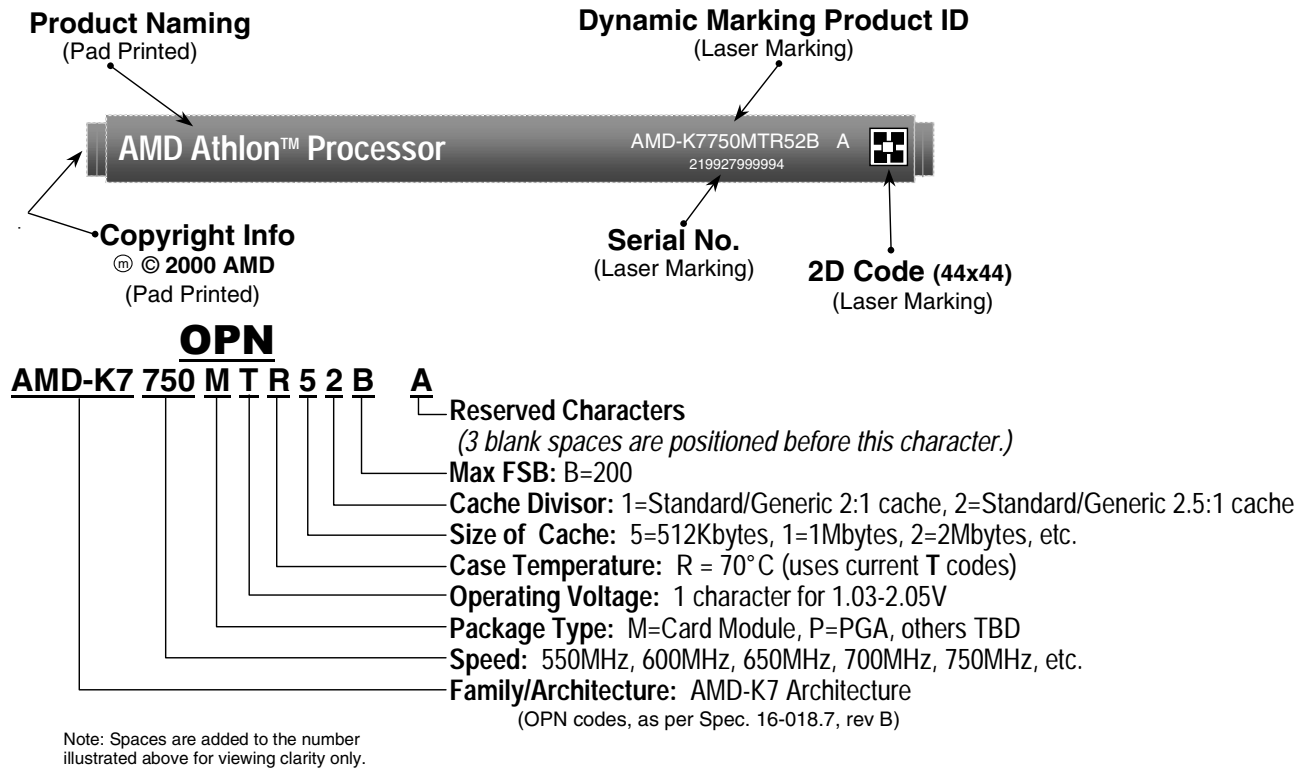 Product Naming
(Pad Printed)
Dynamic Marking Product ID
(Laser Marking)
AMD Athlon™ Processor
AMD-K7750MTR52B A
219927999994
Copyright Info
ⓜ © 2000 AMD
(Pad Printed)
Serial No.
(Laser Marking)
2D Code (44x44)
(Laser Marking)
OPN
AMD-K7 750 M T R 5 2 B A
Reserved Characters
(3 blank spaces are positioned before this character.)
Max FSB: B=200
Cache Divisor: 1=Standard/Generic 2:1 cache, 2=Standard/Generic 2.5:1 cache
Size of Cache: 5=512Kbytes, 1=1Mbytes, 2=2Mbytes, etc.
Case Temperature: R = 70°C (uses current T codes)
Operating Voltage: 1 character for 1.03-2.05V
Package Type: M=Card Module, P=PGA, others TBD
Speed: 550MHz, 600MHz, 650MHz, 700MHz, 750MHz, etc.
Family/Architecture: AMD-K7 Architecture
(OPN codes, as per Spec. 16-018.7, rev B)
Note: Spaces are added to the number
illustrated above for viewing clarity only.